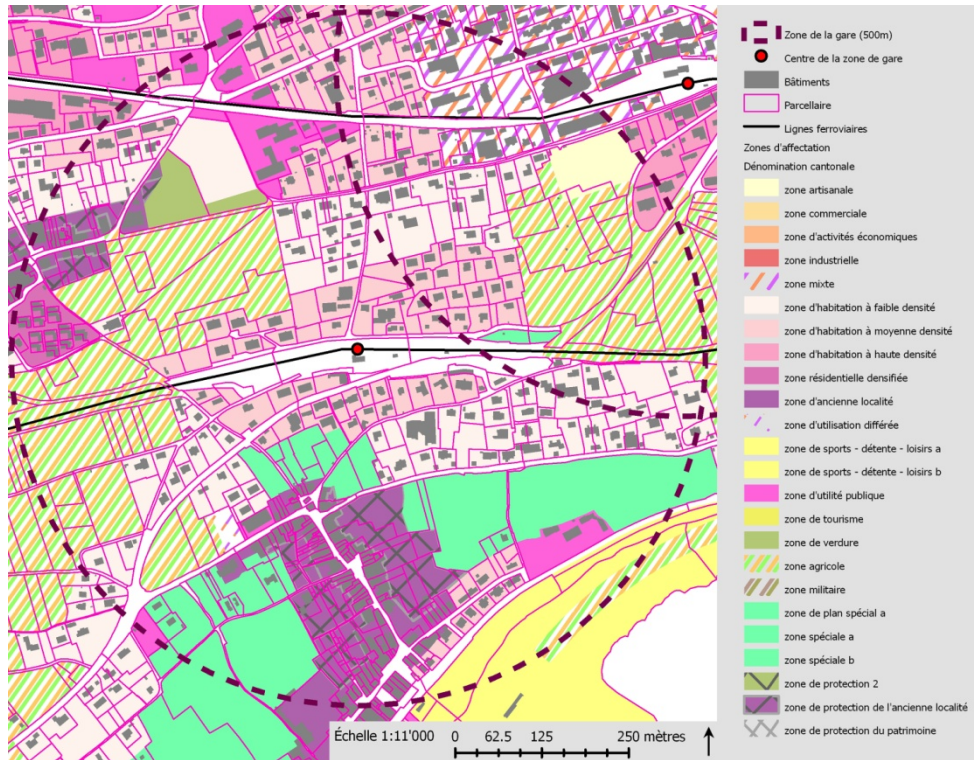 Zone de la gare (500m)
Centre de la zone de gare
Bâtiments
Parcellaire
Lignes ferroviaires
Zones d'affectation
Dénomination cantonale
zone artisanale
zone commerciale
zone d'activités économiques
zone industrielle
zone mixte
zone d'habitation à faible densité
zone d'habitation à moyenne densité
zone d'habitation à haute densité
zone résidentielle densifiée
zone d'ancienne localité
zone d'utilisation différée
zone de sports - détente - loisirs a
zone de sports - détente - loisirs b
zone d'utilité publique
zone de tourisme
zone de verdure
zone agricole
zone militaire
zone de plan spécial a
zone spéciale a
zone spéciale b
zone de protection 2
zone de protection de l'ancienne localité
zone de protection du patrimoine
Échelle 1:11'000 0 62.5 125 250 mètres